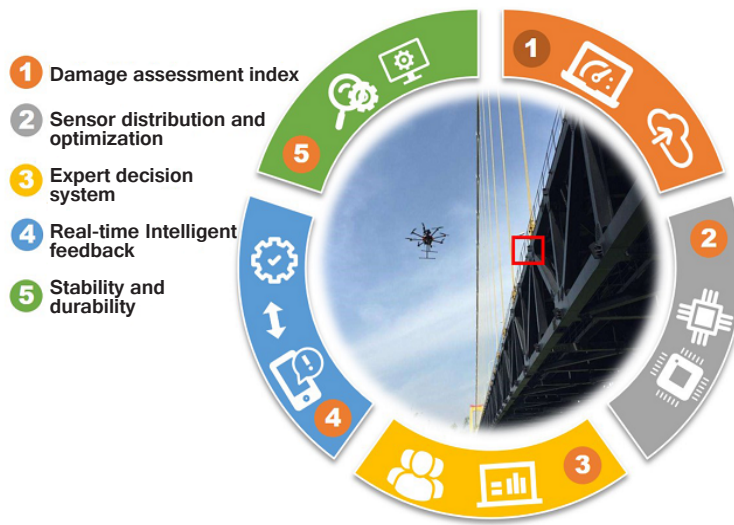 1 Damage assessment index
2 Sensor distribution and
optimization
3 Expert decision
system
4 Real-time Intelligent
feedback
5 Stability and
durability
1
2
3
4
5